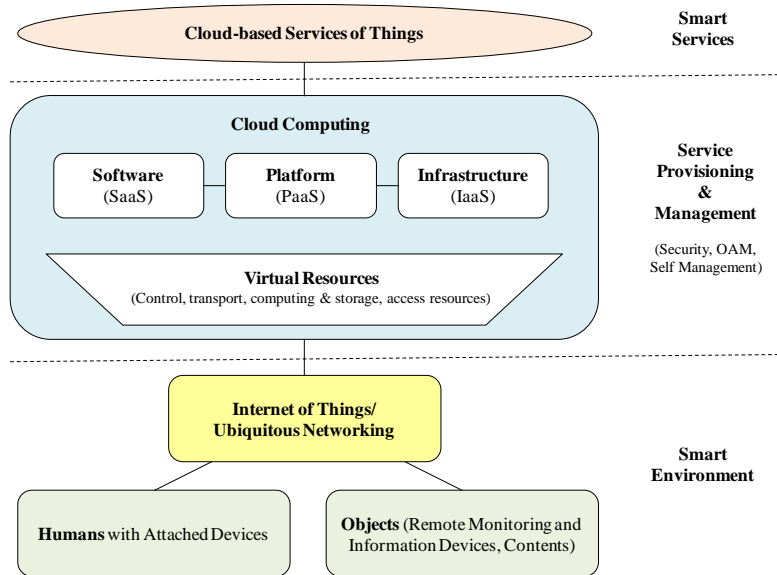 Cloud-based Services of Things
Smart
Services
Cloud Computing
Software
(SaaS)
Platform
(PaaS)
Infrastructure
(IaaS)
Virtual Resources
(Control, transport, computing & storage, access resources)
Service
Provisioning
&
Management
(Security, OAM,
Self Management)
Internet of Things/
Ubiquitous Networking
Humans with Attached Devices
Objects (Remote Monitoring and
Information Devices, Contents)
Smart
Environment